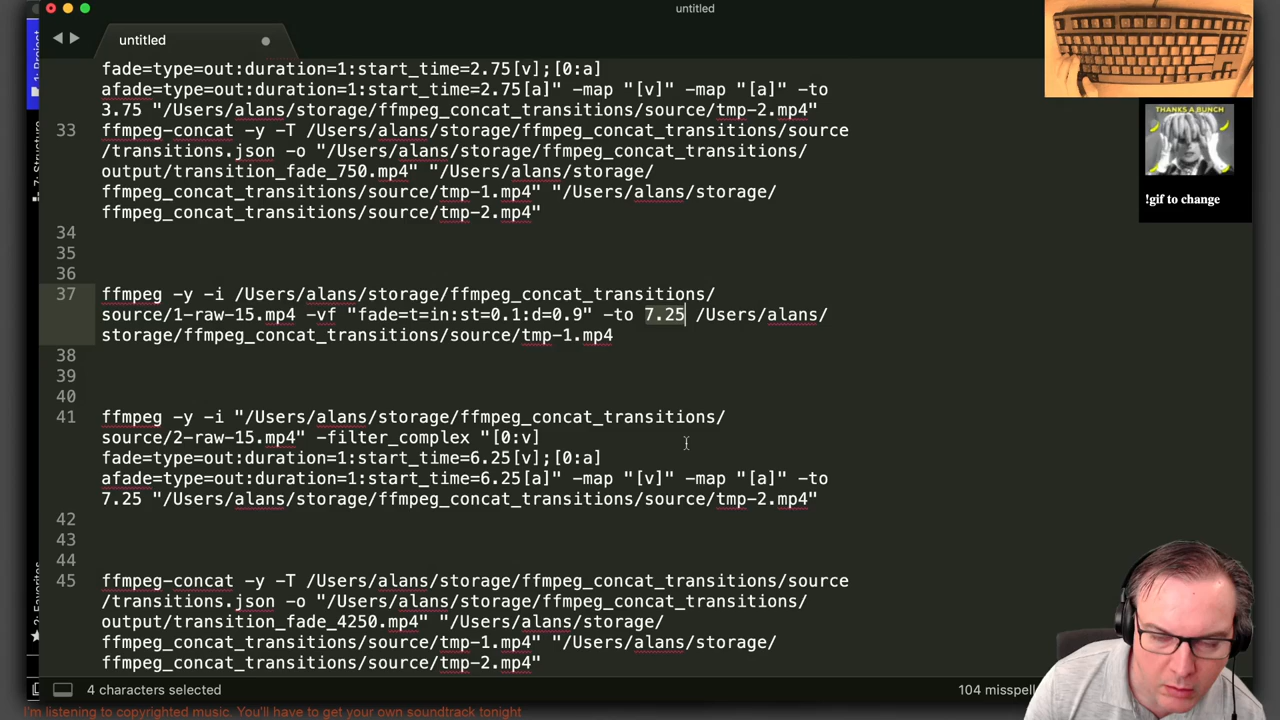 untitled
untitled
1: Project
7: Structure
2: Favorites
THANKS A BUNCH
!gif to change
fade=type=out:duration=1:start_time=2.75[v];[0:a]
afade=type=out:duration=1:start_time=2.75[a]" -map "[v]" -map "[a]" -to
3.75 "/Users/alans/storage/ffmpeg_concat_transitions/source/tmp-2.mp4"
33 ffmpeg-concat -y -T /Users/alans/storage/ffmpeg_concat_transitions/source
/transitions.json -o "/Users/alans/storage/ffmpeg_concat_transitions/
output/transition_fade_750.mp4" "/Users/alans/storage/
ffmpeg_concat_transitions/source/tmp-1.mp4" "/Users/alans/storage/
ffmpeg_concat_transitions/source/tmp-2.mp4"
34
35
36
37 ffmpeg -y -i /Users/alans/storage/ffmpeg_concat_transitions/
source/1-raw-15.mp4 -vf "fade=t=in:st=0.1:d=0.9" -to 7.25 /Users/alans/
storage/ffmpeg_concat_transitions/source/tmp-1.mp4
38
39
40
41 ffmpeg -y -i "/Users/alans/storage/ffmpeg_concat_transitions/
source/2-raw-15.mp4" -filter_complex "[0:v]
fade=type=out:duration=1:start_time=6.25[v];[0:a]
afade=type=out:duration=1:start_time=6.25[a]" -map "[v]" -map "[a]" -to
7.25 "/Users/alans/storage/ffmpeg_concat_transitions/source/tmp-2.mp4"
42
43
44
45 ffmpeg-concat -y -T /Users/alans/storage/ffmpeg_concat_transitions/source
/transitions.json -o "/Users/alans/storage/ffmpeg_concat_transitions/
output/transition_fade_4250.mp4" "/Users/alans/storage/
ffmpeg_concat_transitions/source/tmp-1.mp4" "/Users/alans/storage/
ffmpeg_concat_transitions/source/tmp-2.mp4"
4 characters selected
104 misspell
I'm listening to copyrighted music. You'll have to get your own soundtrack tonight